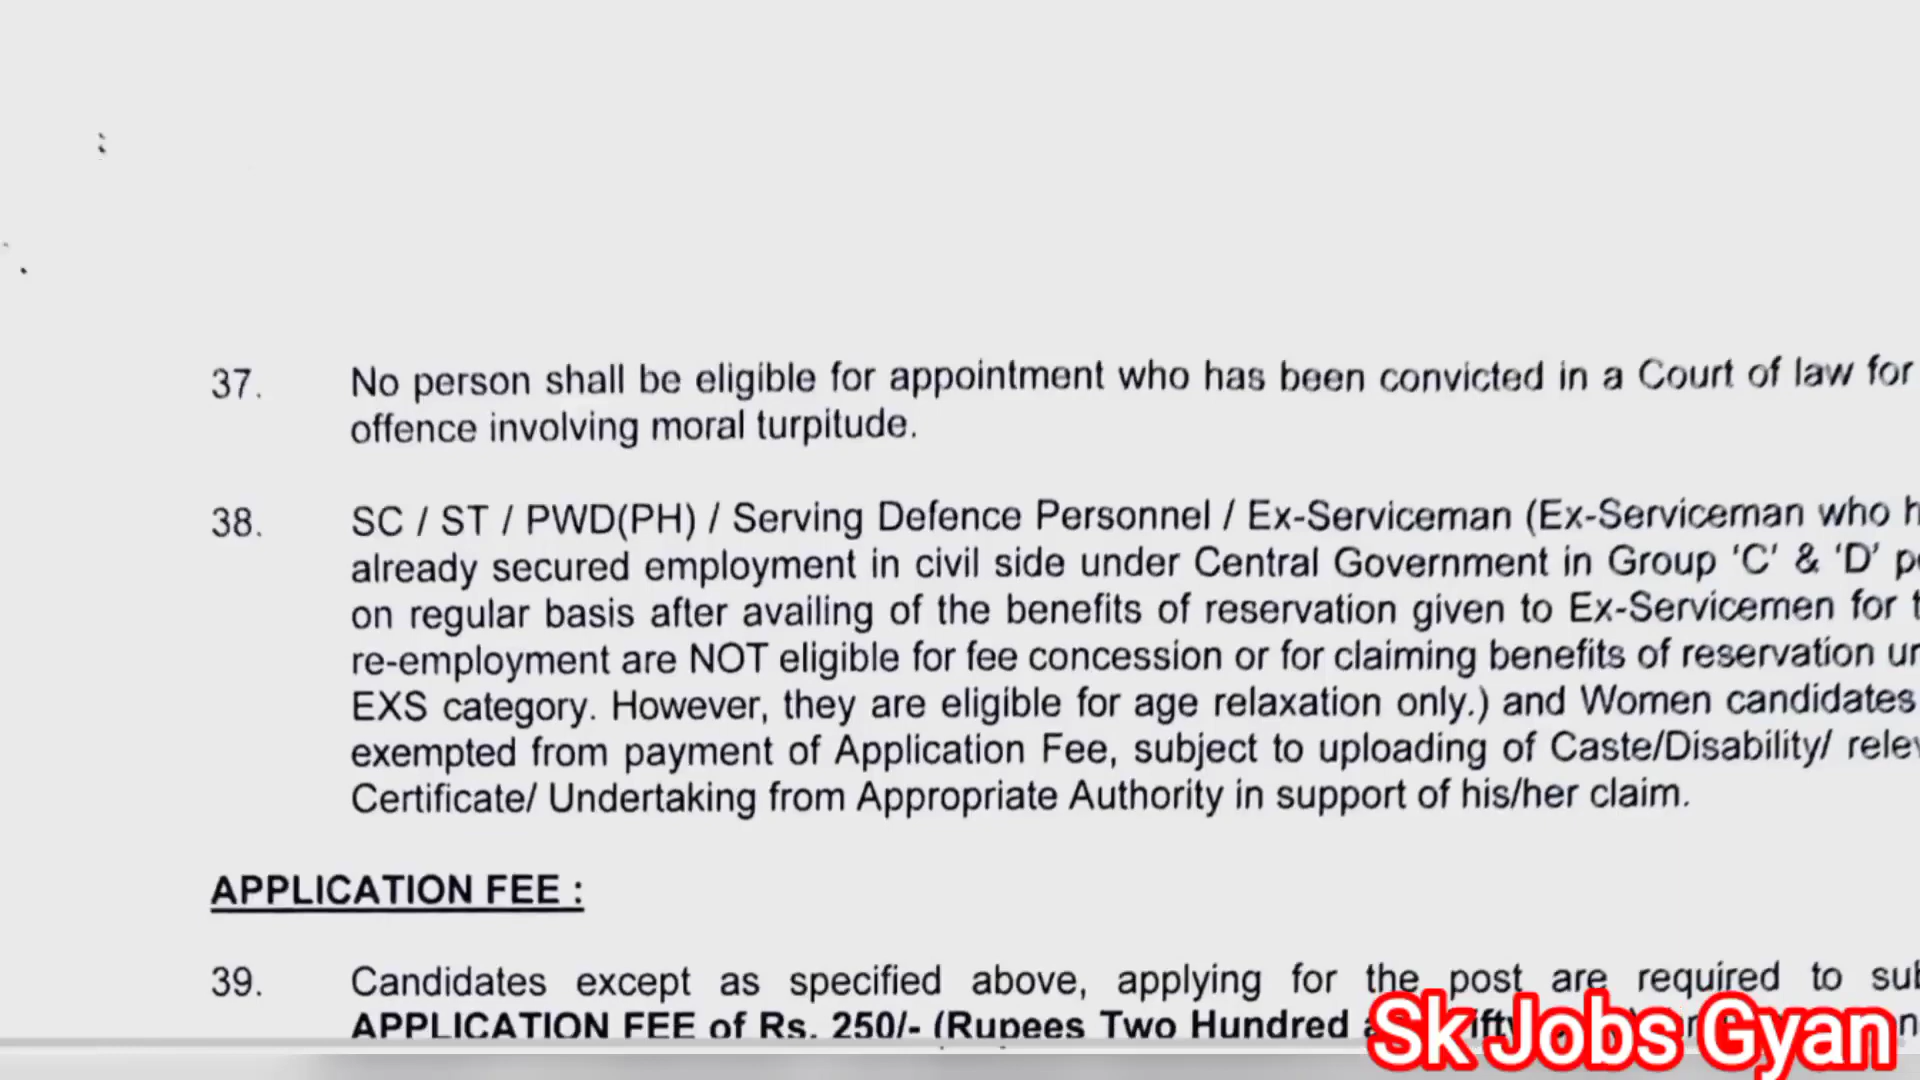 37. No person shall be eligible for appointment who has been convicted in a Court of law for
offence involving moral turpitude.
38. SC / ST / PWD(PH) / Serving Defence Personnel / Ex-Serviceman (Ex-Serviceman who
already secured employment in civil side under Central Government in Group ‘C’ & ‘D’
on regular basis after availing of the benefits of reservation given to Ex-Servicemen for
re-employment are NOT eligible for fee concession or for claiming benefits of reservation
EXS category. However, they are eligible for age relaxation only.) and Women candidates
exempted from payment of Application Fee, subject to uploading of Caste/Disability/
Certificate/ Undertaking from Appropriate Authority in support of his/her claim.
APPLICATION FEE :
39. Candidates except as specified above, applying for the post are required to
APPLICATION FEE of Rs. 250/- (Rupees Two Hundred
Sk Jobs Gyan